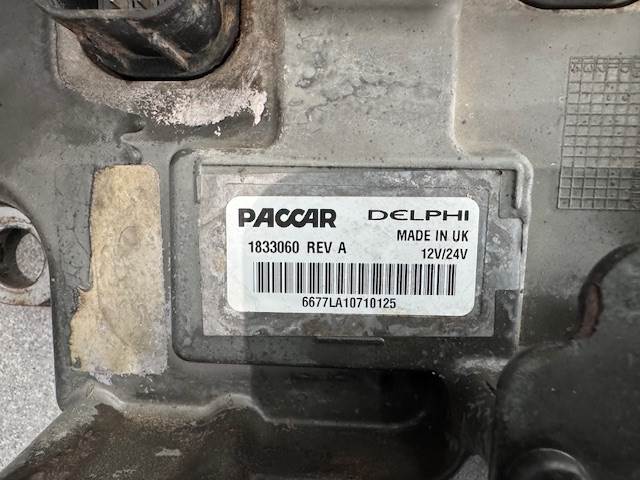 PACCAR DELPHI
1833060 REV A MADE IN UK
12V/24V
6677LA10710125